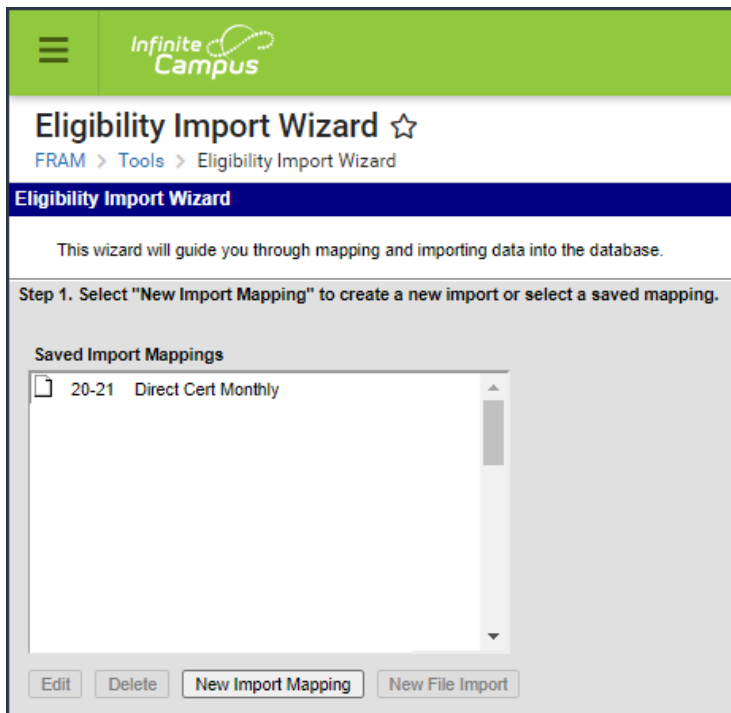 Infinite
Campus
Eligibility Import Wizard
FRAM > Tools > Eligibility Import Wizard
Eligibility Import Wizard
This wizard will guide you through mapping and importing data into the database.
Step 1. Select "New Import Mapping" to create a new import or select a saved mapping.
Saved Import Mappings
20-21 Direct Cert Monthly
Edit Delete New Import Mapping New File Import